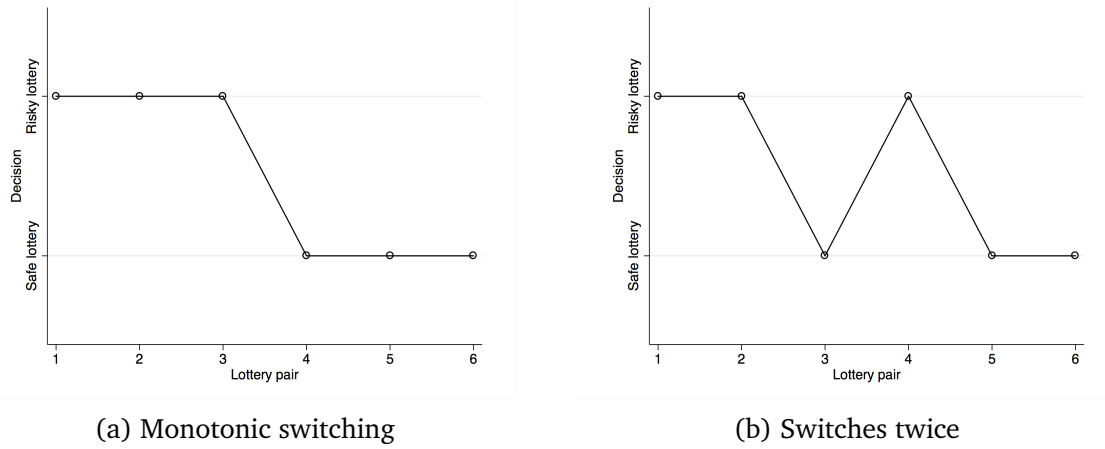 Risky lottery
Decision
Safe lottery
1 2 3 4 5 6
Lottery pair
(a) Monotonic switching
Risky lottery
Decision
Safe lottery
1 2 3 4 5 6
Lottery pair
(b) Switches twice